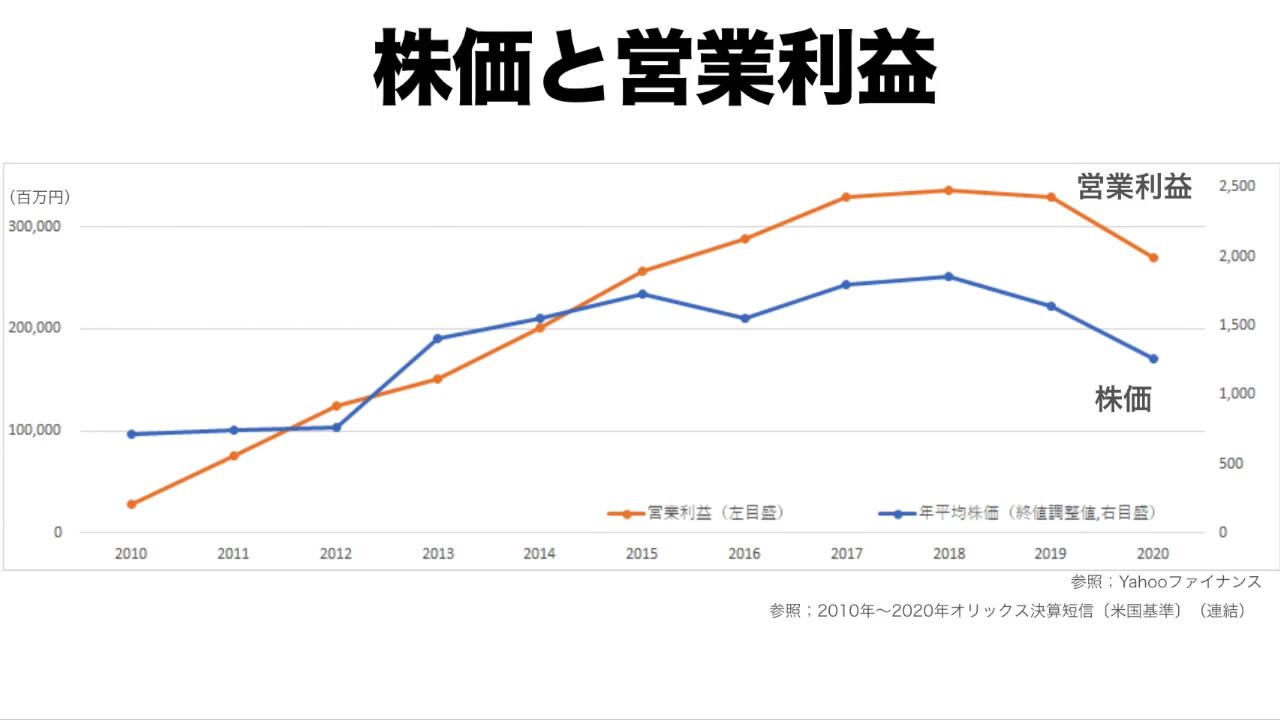 株価と営業利益
（百万円）
営業利益
2,500
300,000
2,000
200,000
1,500
株価
1,000
100,000
500
営業利益（左目盛）
年平均株価（終値調整値,右目盛）
0
0
2010 2011 2012 2013 2014 2015 2016 2017 2018 2019 2020
参照；Yahooファイナンス
参照；2010年〜2020年オリックス決算短信〔米国基準〕（連結）